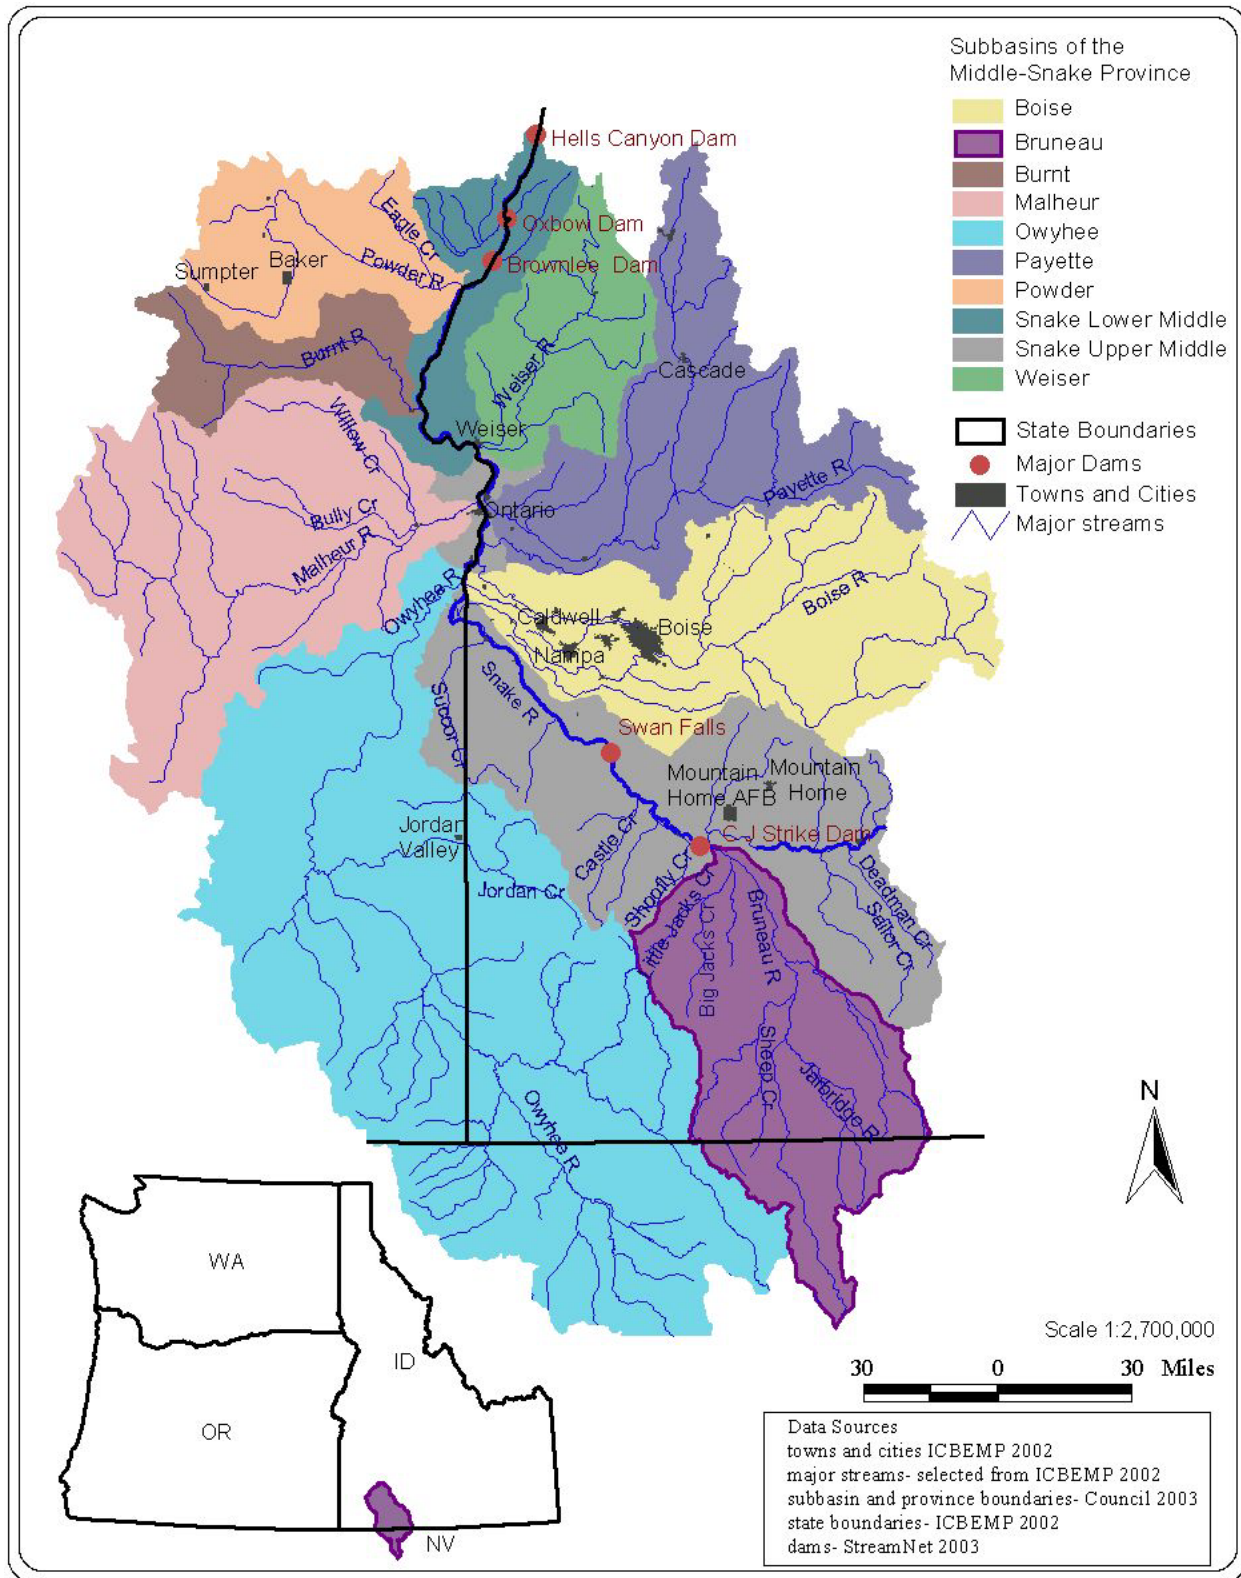 Subbasins of the
Middle-Snake Province
Boise
Bruneau
Burnt
Malheur
Owyhee
Payette
Powder
Snake Lower Middle
Snake Upper Middle
Weiser
State Boundaries
Major Dams
Towns and Cities
Major streams
Hells Canyon Dam
Oxbow Dam
Brownlee Dam
Eagle Cr
Powder R
Sumpter
Baker
Burnt R
Weiser R
Cascade
Weiser
Willow Cr
Bully Cr
Malheur R
Ontario
Payette R
Owyhee R
Boise R
Caldwell
Boise
Nampa
Snake R
Succor Cr
Swan Falls
Mountain
Home AFB
Mountain
Home
C J Strike Dam
Jordan
Valley
Castle Cr
Jordan Cr
Shoofly Cr
ittle Jacks Cr
Big Jacks Cr
Bruneau R
Deadman Cr
Sailor Cr
Sheep Cr
Jarbridge R
Owyhee R
N
WA
OR
ID
NV
Scale 1:2,700,000
30 0 30 Miles
Data Sources
towns and cities ICBEMP 2002
major streams- selected from ICBEMP 2002
subbasin and province boundaries- Council 2003
state boundaries- ICBEMP 2002
dams- StreamNet 2003